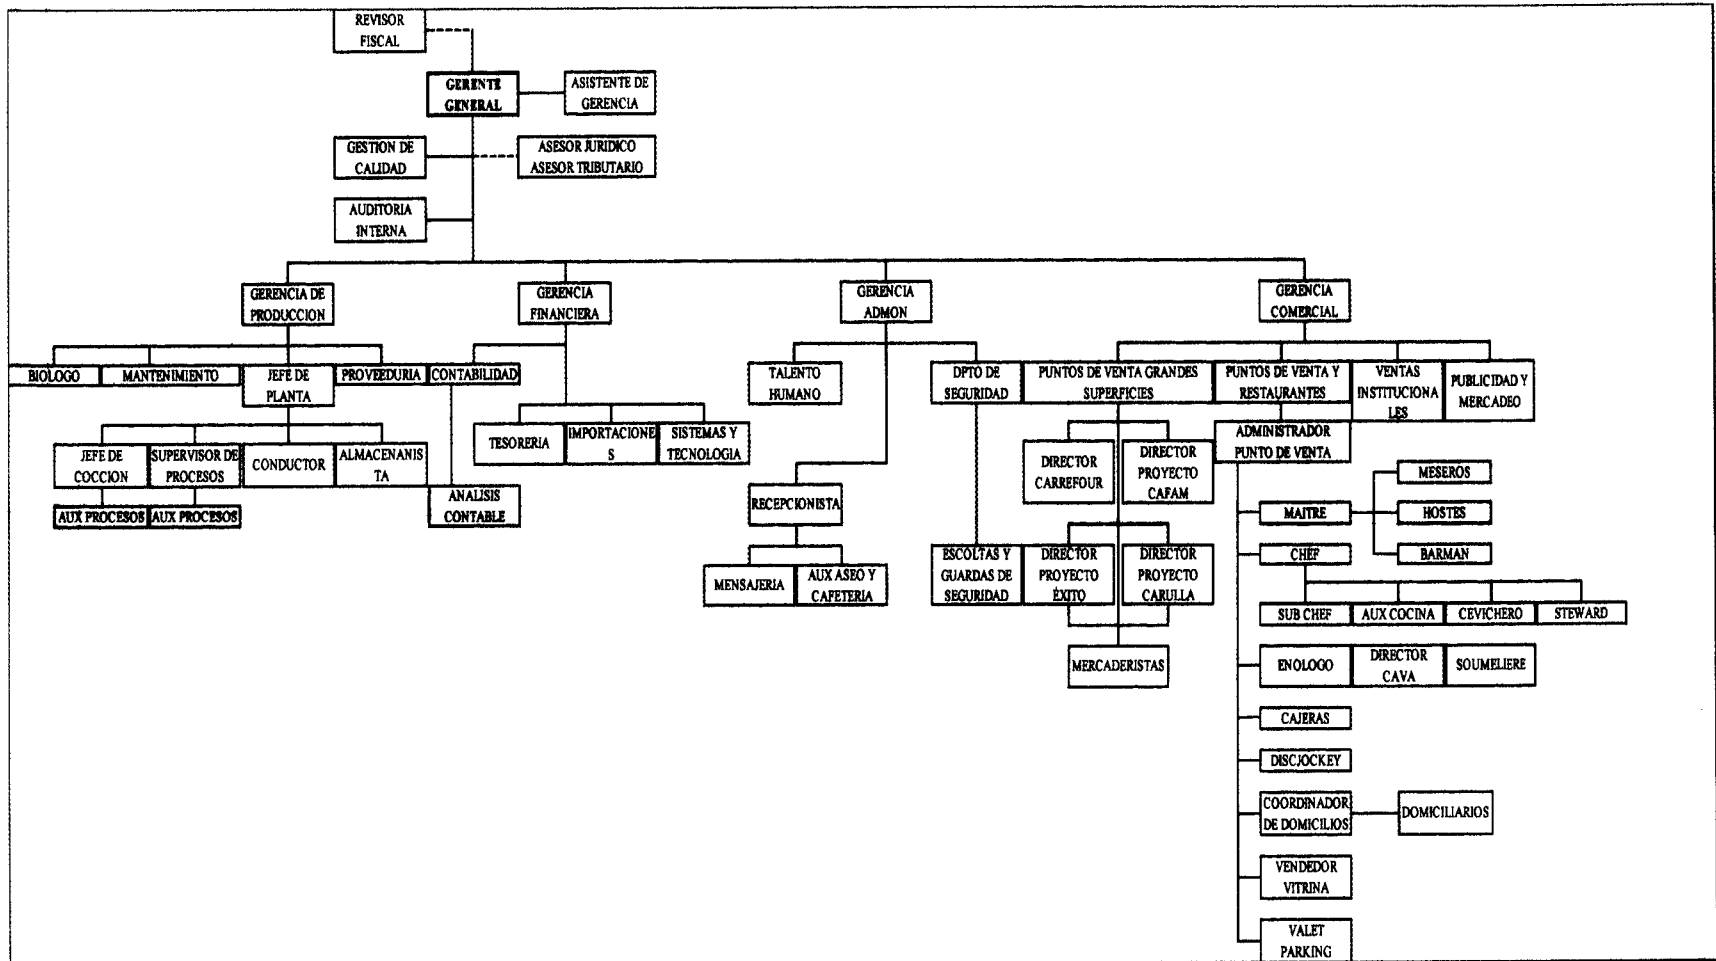 REVISOR
FISCAL
GERENTE
GENERAL
ASISTENTE DE
GERENCIA
GESTION DE
CALIDAD
ASESOR JURIDICO
ASESOR TRIBUTARIO
AUDITORIA
INTERNA
GERENCIA DE
PRODUCCION
GERENCIA
FINANCIERA
GERENCIA
ADMON
GERENCIA
COMERCIAL
BIOLOGO
MANTENIMIENTO
JEFE DE
PLANTA
PROVEEDURIA
CONTABILIDAD
TALENTO
HUMANO
DPTO DE
SEGURIDAD
PUNTOS DE VENTA GRANDES
SUPERFICIES
PUNTOS DE VENTA Y
RESTAURANTES
VENTAS
INSTITUCIONA
LES
PUBLICIDAD Y
MERCADEO
JEFE DE
COCCION
SUPERVISOR DE
PROCESOS
CONDUCTOR
ALMACENANIS
TA
TESORERIA
IMPORTACIONE
S
SISTEMAS Y
TECNOLOGIA
ADMINISTRADOR
PUNTO DE VENTA
DIRECTOR
CARREFOUR
DIRECTOR
PROYECTO
CAFAM
AUX PROCESOS
AUX PROCESOS
ANALISIS
CONTABLE
RECEPCIONISTA
MENSAJERIA
AUX ASEO Y
CAFETERIA
ESCOLTAS Y
GUARDAS DE
SEGURIDAD
DIRECTOR
PROYECTO
ÉXITO
DIRECTOR
PROYECTO
CARULLA
MERCADERISTAS
MAITRE
MESEROS
HOSTES
BARMAN
CHEF
SUB CHEF
AUX COCINA
CEVICHERO
STEWARD
ENOLOGO
DIRECTOR
CAVA
SOUMELIERE
CAJERAS
DISCJOCKEY
COORDINADOR
DE DOMICILIOS
DOMICILIARIOS
VENDEDOR
VITRINA
VALET
PARKING